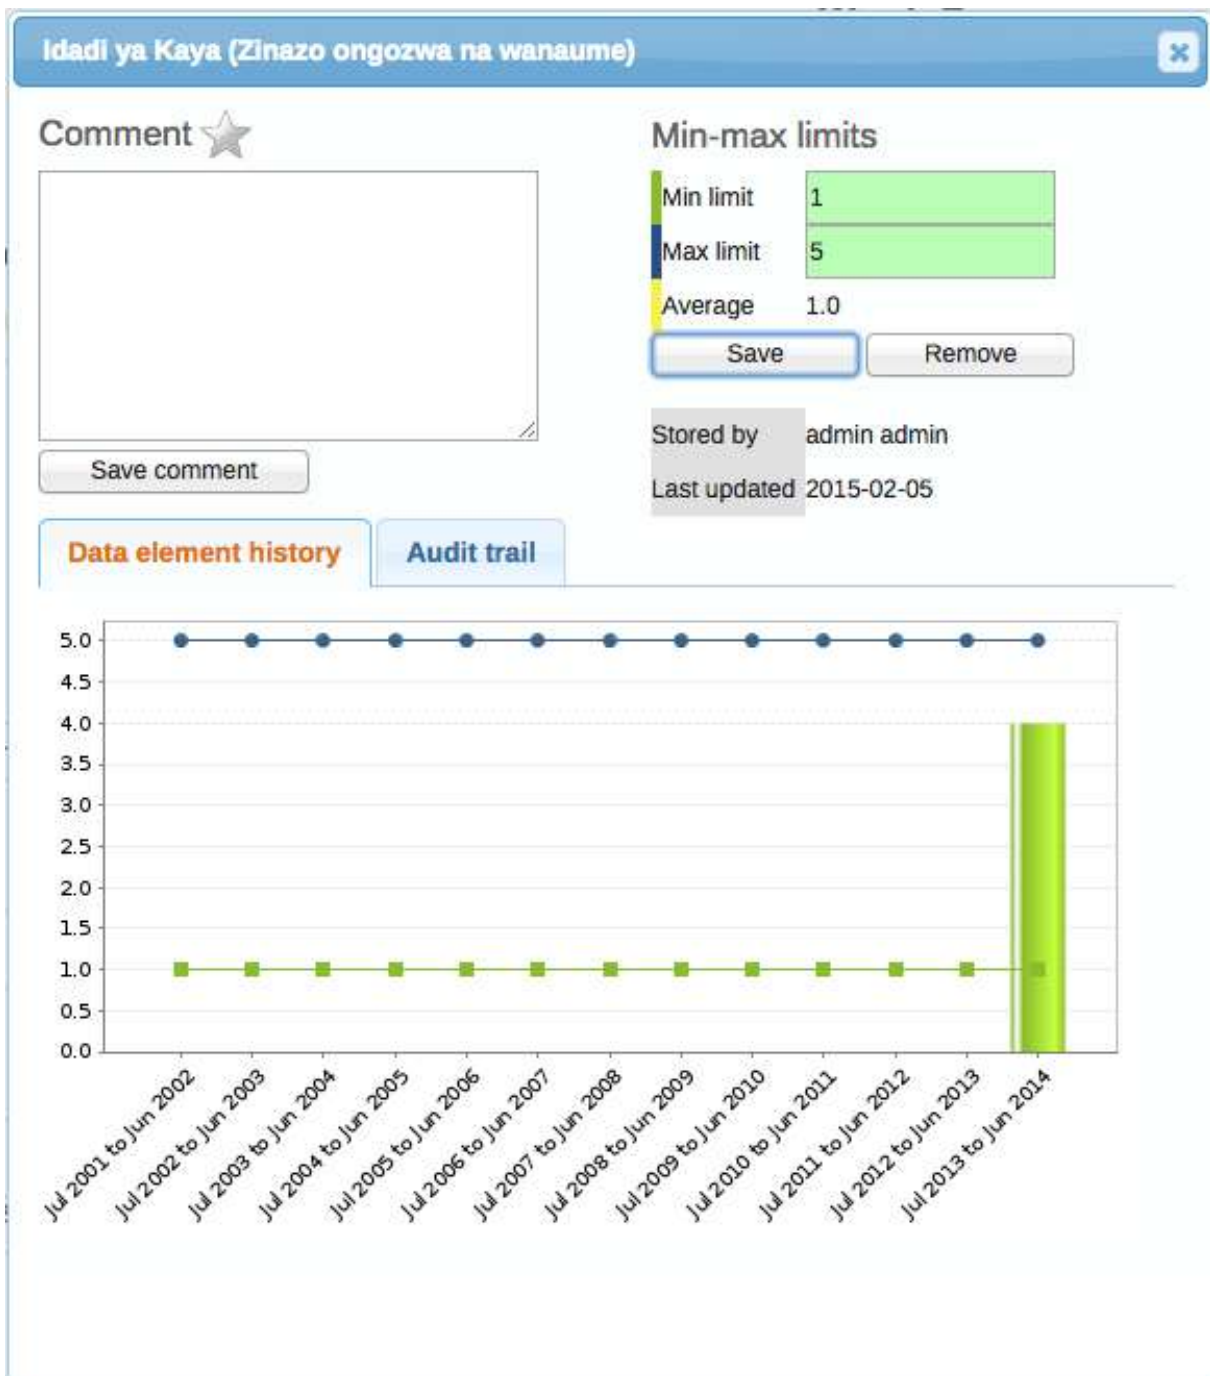 Idadi ya Kaya (Zinazo ongozwa na wanaume)
Comment
Min-max limits
Min limit 1
Max limit 5
Average 1.0
Save Remove
Stored by admin admin
Save comment
Last updated 2015-02-05
Data element history Audit trail
5.0
4.5
4.0
3.5
3.0
2.5
2.0
1.5
1.0
0.5
0.0
Jul 2001 to Jun 2002
Jul 2002 to Jun 2003
Jul 2003 to Jun 2004
Jul 2004 to Jun 2005
Jul 2005 to Jun 2006
Jul 2006 to Jun 2007
Jul 2007 to Jun 2008
Jul 2008 to Jun 2009
Jul 2009 to Jun 2010
Jul 2010 to Jun 2011
Jul 2011 to Jun 2012
Jul 2012 to Jun 2013
Jul 2013 to Jun 2014